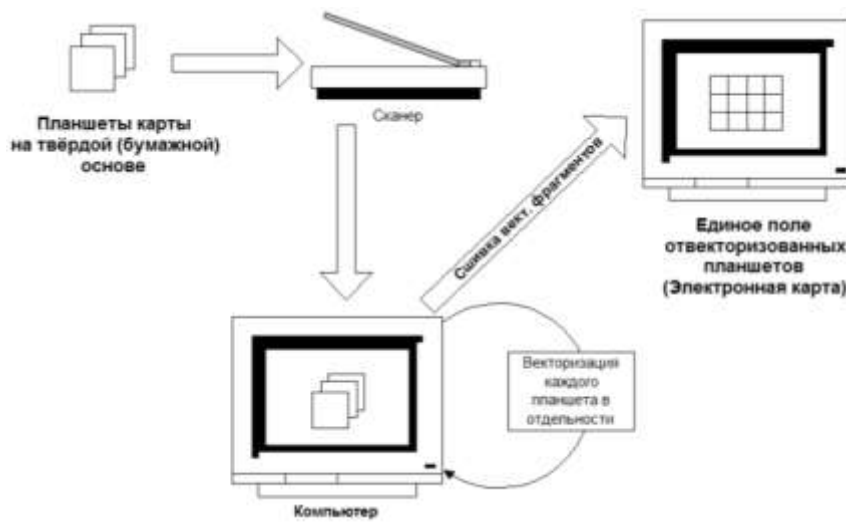 Планшеты карты
на твёрдой (бумажной)
основе
Сканер
Сшивка вект. фрагментов
Единое поле
отвекторизованных
планшетов
(Электронная карта)
Векторизация
каждого
планшета в
отдельности
Компьютер